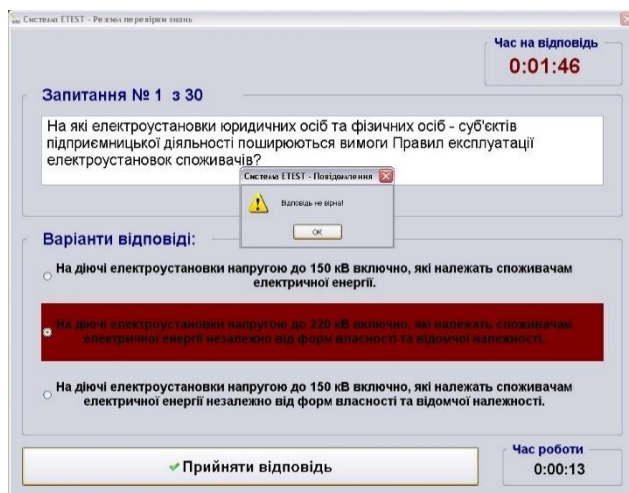 Система ETEST - Режим перевірки знань
Час на відповідь
0:01:46
Запитання № 1 з 30
На які електроустановки юридичних осіб та фізичних осіб - суб'єктів
підприємницької діяльності поширюються вимоги Правил експлуатації
електроустановок споживачів?
Система ETEST - Повідомлення
Відповідь не вірна!
ОК
Варіанти відповіді:
На діючі електроустановки напругою до 150 кВ включно, які належать споживачам
електричної енергії.
На діючі електроустановки напругою до 220 кВ включно, які належать споживачам
електричної енергії незалежно від форм власності та відомчої належності.
На діючі електроустановки напругою до 150 кВ включно, які належать споживачам
електричної енергії незалежно від форм власності та відомчої належності.
Прийняти відповідь
Час роботи
0:00:13